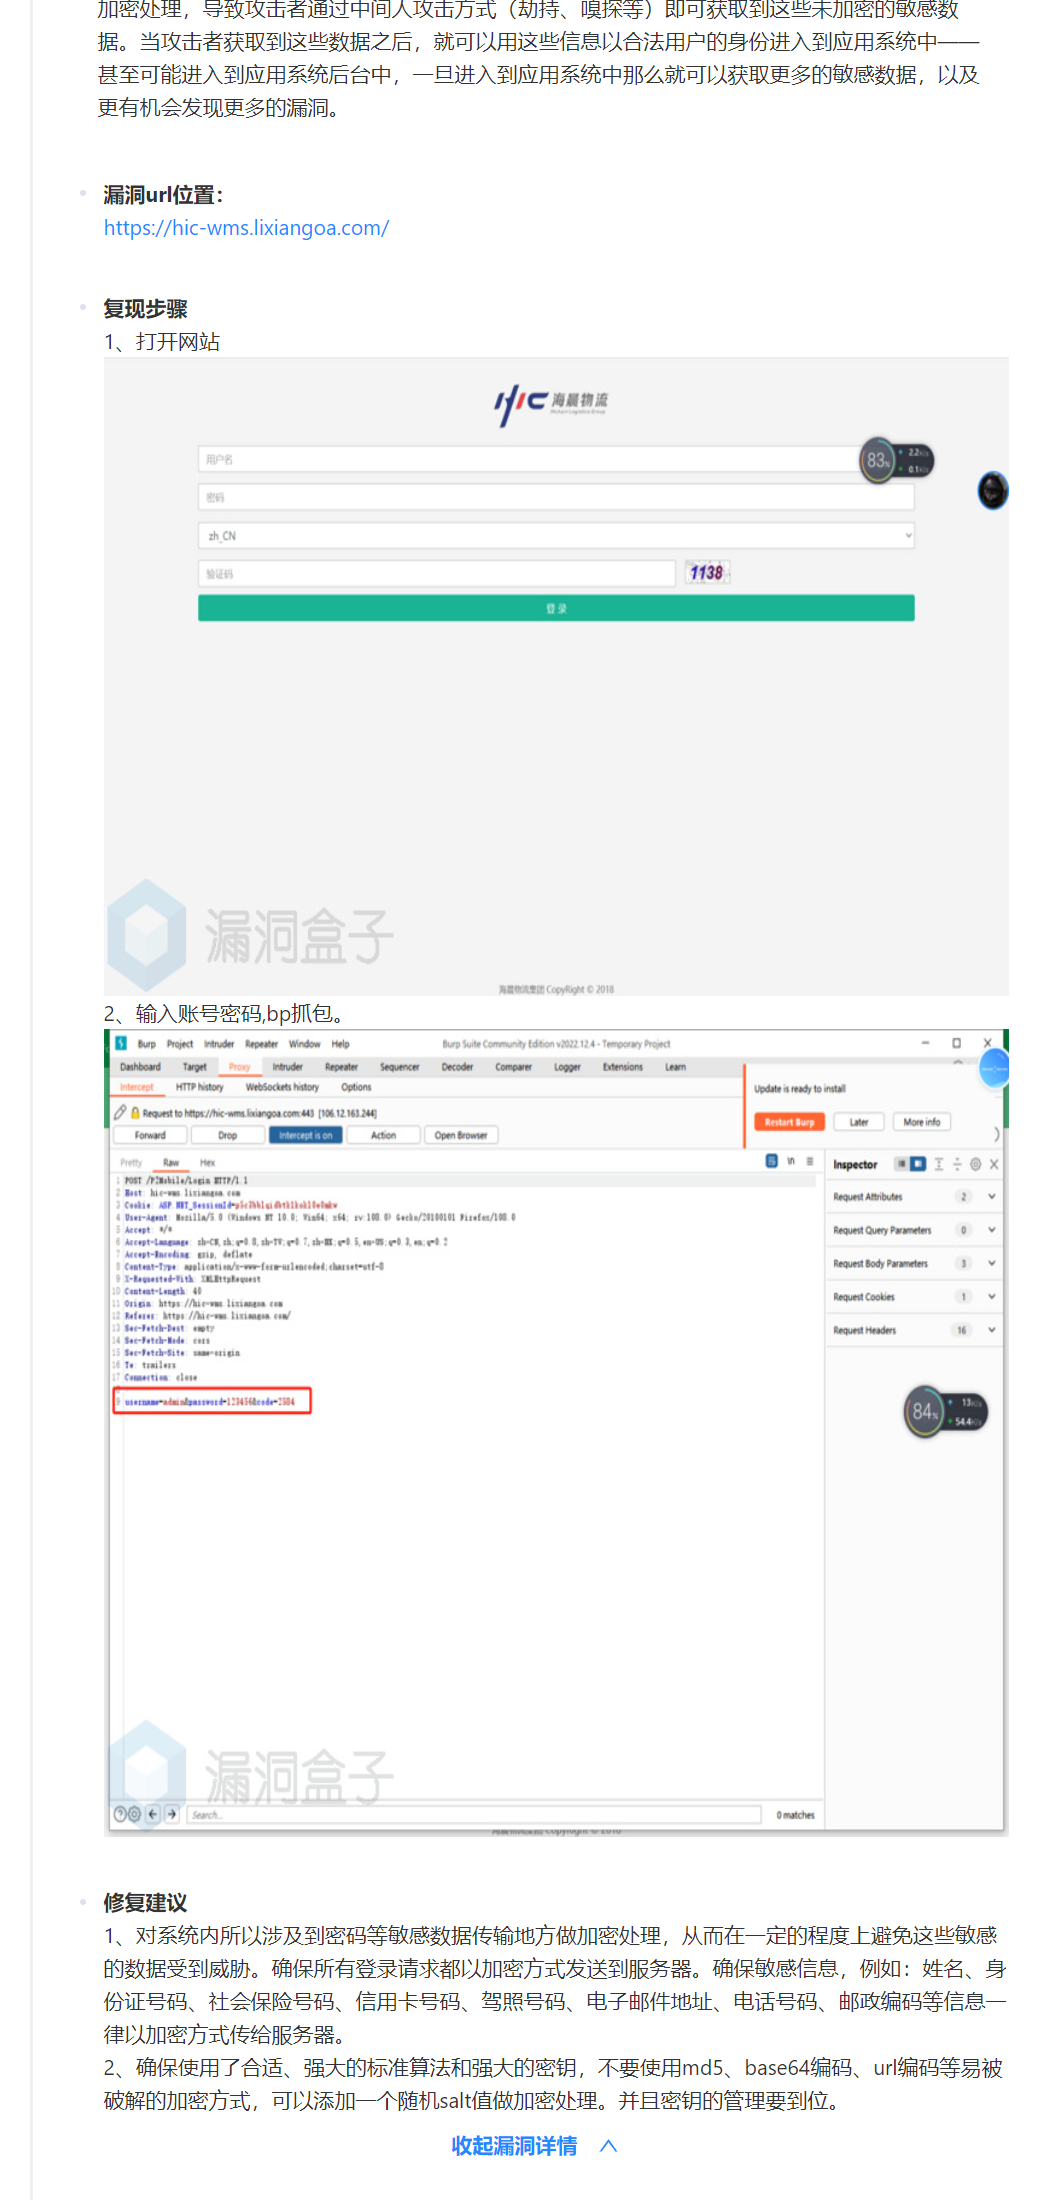 加密处理，导致攻击者通过中间人攻击方式（劫持、嗅探等）即可获取到这些未加密的敏感数
据。当攻击者获取到这些数据之后，就可以用这些信息以合法用户的身份进入到应用系统中——
甚至可能进入到应用系统后台中，一旦进入到应用系统中那么就可以获取更多的敏感数据，以及
更有机会发现更多的漏洞。
漏洞url位置：
https://hic-wms.lixiangoa.com/
复现步骤
1、打开网站
HIC 海晨物流
用户名
83%
2.2K/s
0.1K/s
密码
zh_CN
验证码
1138
登 录
漏洞盒子
海晨物流集团 CopyRight © 2018
2、输入账号密码,bp抓包。
Burp Project Intruder Repeater Window Help
Burp Suite Community Edition v2022.12.4 - Temporary Project
Dashboard Target Proxy Intruder Repeater Sequencer Decoder Comparer Logger Extensions Learn
Intercept HTTP history WebSockets history Options
Update is ready to install
Restart Burp Later More info
Request to https://hic-wms.lixiangoa.com:443 [106.12.163.244]
Forward Drop Intercept is on Action Open Browser
Pretty Raw Hex
Inspector
1 POST /P2Mobile/Login HTTP/1.1
2 Host: hic-wms.lixiangoa.com
3 Cookie: ASP.NET_SessionId=
4 User-Agent: Mozilla/5.0 (Windows NT 10.0; Win64; x64; rv:108.0) Gecko/20100101 Firefox/108.0
5 Accept: */*
6 Accept-Language: zh-CN,zh;q=0.8,zh-TW;q=0.7,zh-HK;q=0.5,en-US;q=0.3,en;q=0.2
7 Accept-Encoding: gzip, deflate
8 Content-Type: application/x-www-form-urlencoded;charset=utf-8
9 X-Requested-With: XMLHttpRequest
10 Content-Length: 40
11 Origin: https://hic-wms.lixiangoa.com
12 Referer: https://hic-wms.lixiangoa.com/
13 Sec-Fetch-Dest: empty
14 Sec-Fetch-Mode: cors
15 Sec-Fetch-Site: same-origin
16 Te: trailers
17 Connection: close
username=admin&password=123456&code=2584
Request Attributes 2
Request Query Parameters 0
Request Body Parameters 3
Request Cookies 1
Request Headers 16
84%
13K/s
54.4K/s
漏洞盒子
Search...
0 matches
修复建议
1、对系统内所以涉及到密码等敏感数据传输地方做加密处理，从而在一定的程度上避免这些敏感
的数据受到威胁。确保所有登录请求都以加密方式发送到服务器。确保敏感信息，例如：姓名、身
份证号码、社会保险号码、信用卡号码、驾照号码、电子邮件地址、电话号码、邮政编码等信息一
律以加密方式传给服务器。
2、确保使用了合适、强大的标准算法和强大的密钥，不要使用md5、base64编码、url编码等易被
破解的加密方式，可以添加一个随机salt值做加密处理。并且密钥的管理要到位。
收起漏洞详情